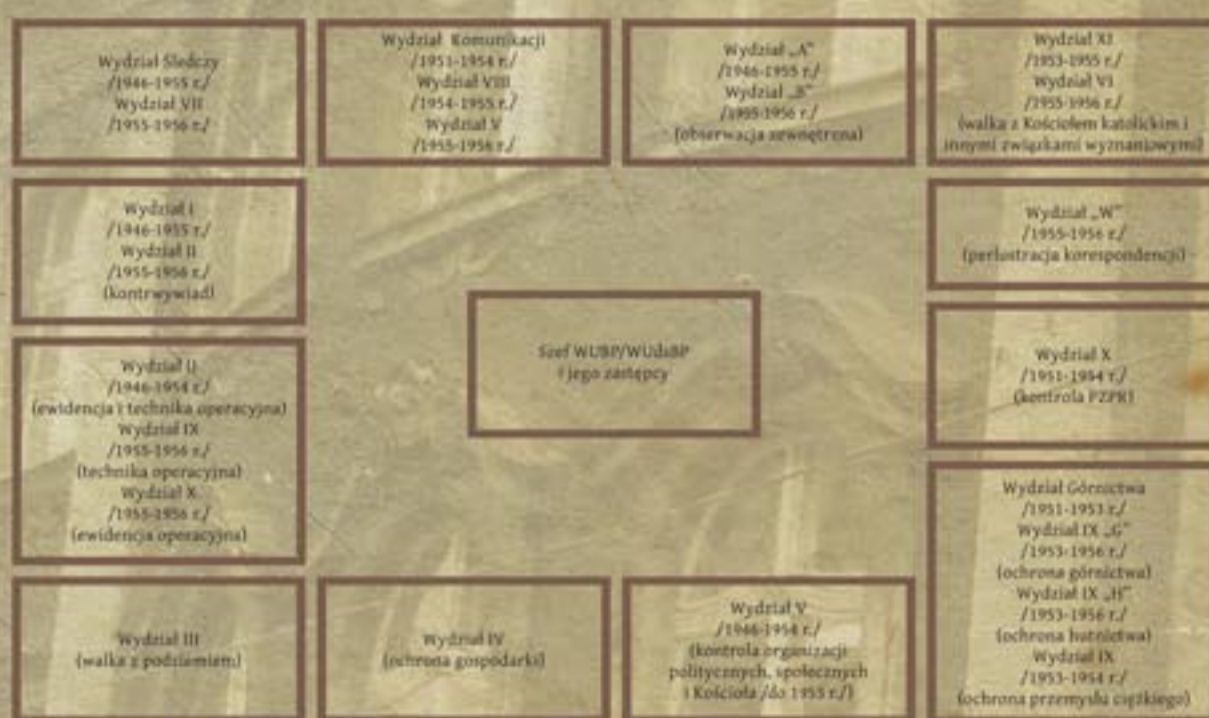 Wydział Śledczy
/1946-1955 r./
Wydział VII
/1955-1956 r./
Wydział Komunikacji
/1951-1954 r./
Wydział VIII
/1954-1955 r./
Wydział V
/1955-1956 r./
Wydział „A”
/1946-1955 r./
Wydział „B”
/1955-1956 r./
(obserwacja zewnętrzna)
Wydział XI
/1953-1955 r./
Wydział VI
/1955-1956 r./
(walka z Kościołem katolickim i
innymi związkami wyznaniowymi)
Wydział I
/1946-1955 r./
Wydział II
/1955-1956 r./
(kontrwywiad)
Wydział „W”
/1955-1956 r./
(perlustracja korespondencji)
Szef WUBP/WUdsBP
i jego zastępcy
Wydział X
/1951-1954 r./
(kontrola PZPR)
Wydział II
/1946-1954 r./
(ewidencja i technika operacyjna)
Wydział IX
/1955-1956 r./
(technika operacyjna)
Wydział X
/1955-1956 r./
(ewidencja operacyjna)
Wydział Górnictwa
/1951-1953 r./
Wydział IX „G”
/1953-1956 r./
(ochrona górnictwa)
Wydział IX „H”
/1953-1956 r./
(ochrona hutnictwa)
Wydział IX
/1953-1954 r./
(ochrona przemysłu ciężkiego)
Wydział III
(walka z podziemiem)
Wydział IV
(ochrona gospodarki)
Wydział V
/1946-1954 r./
(kontrola organizacji
politycznych, społecznych
i Kościoła /do 1953 r./)